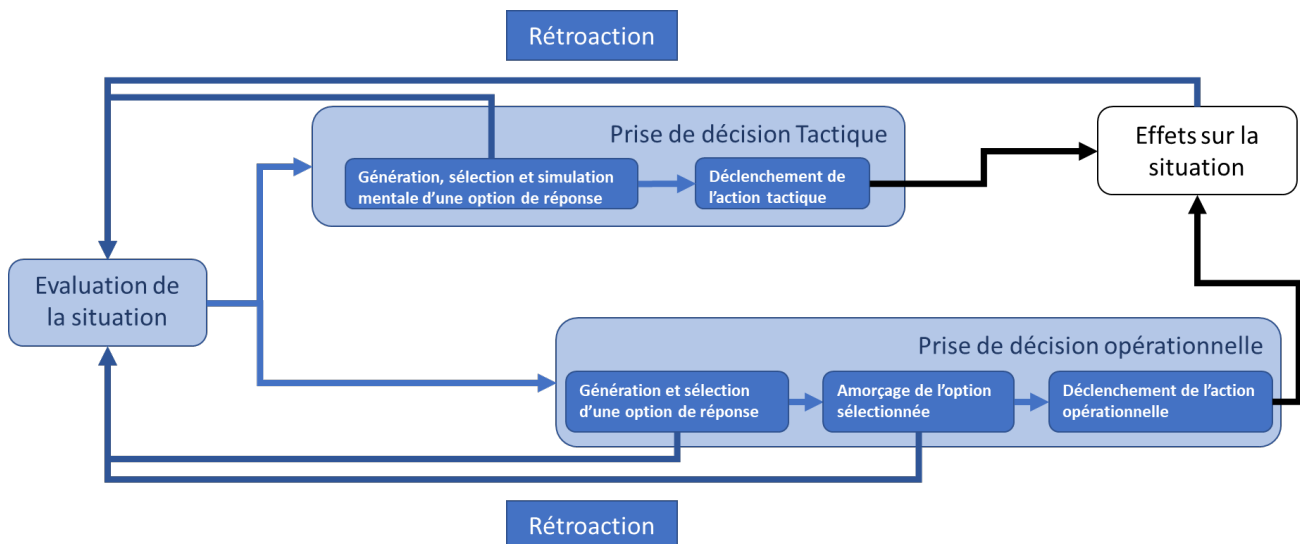 Rétroaction
Prise de décision Tactique
Génération, sélection et simulation
mentale d'une option de réponse
Déclenchement de
l'action tactique
Effets sur la
situation
Evaluation de
la situation
Prise de décision opérationnelle
Génération et sélection
d'une option de réponse
Amorçage de l'option
sélectionnée
Déclenchement de l'action
opérationnelle
Rétroaction